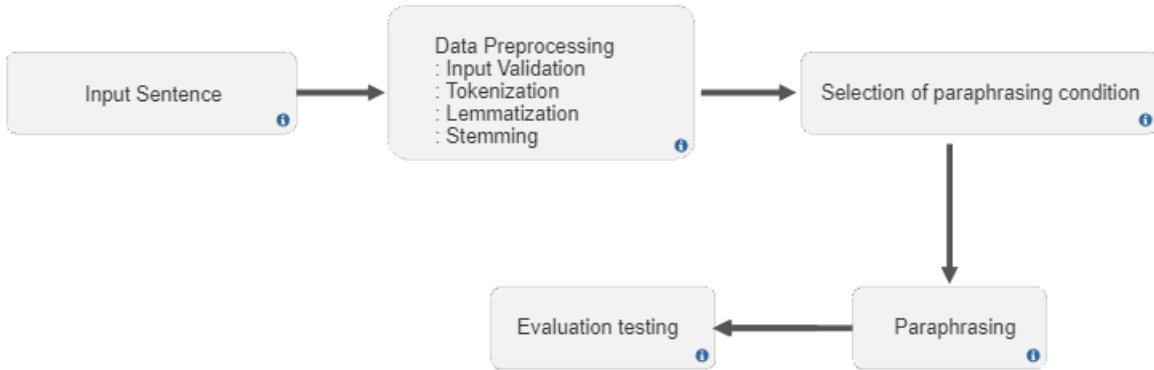 Input Sentence
Data Preprocessing
: Input Validation
: Tokenization
: Lemmatization
: Stemming
Selection of paraphrasing condition
Paraphrasing
Evaluation testing